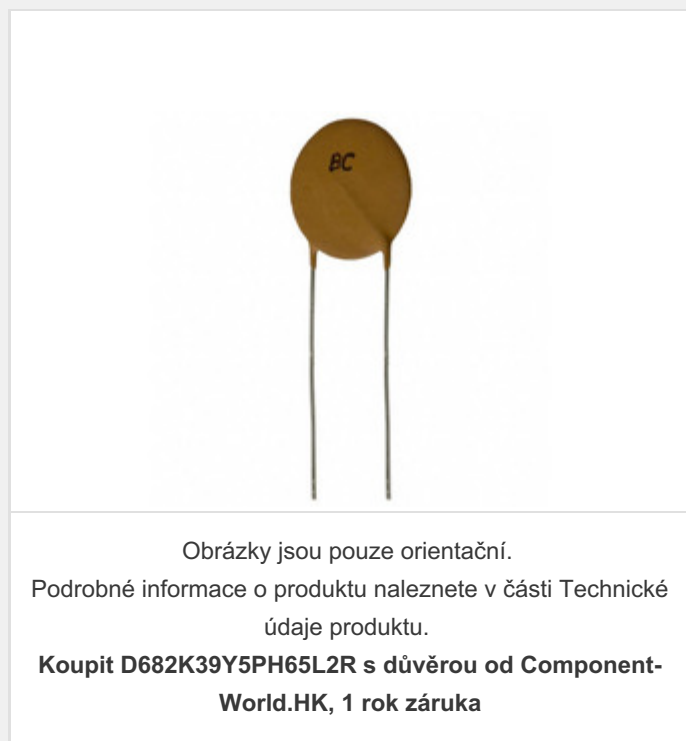 BC
Obrázky jsou pouze orientační.
Podrobné informace o produktu naleznete v části Technické
údaje produktu.
Koupit D682K39Y5PH65L2R s důvěrou od Component-
World.HK, 1 rok záruka